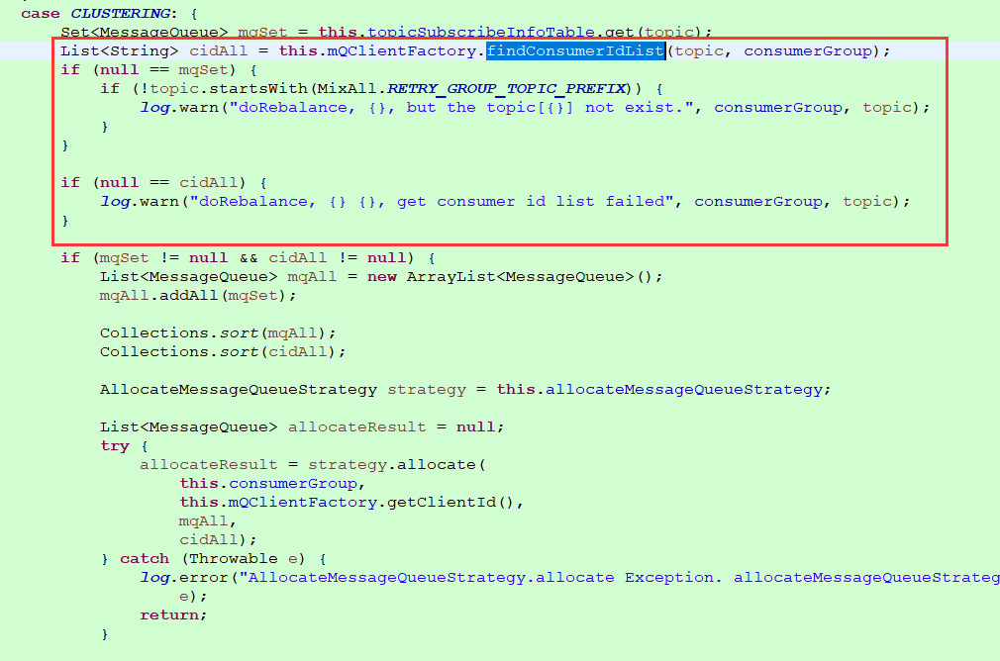 case CLUSTERING: {
Set<MessageQueue> mqSet = this.topicSubscribeInfoTable.get(topic);
List<String> cidAll = this.mQClientFactory.findConsumerIdList(topic, consumerGroup);
if (null == mqSet) {
if (!topic.startsWith(MixAll.RETRY_GROUP_TOPIC_PREFIX)) {
log.warn("doRebalance, {}, but the topic[{}] not exist.", consumerGroup, topic);
}
}
if (null == cidAll) {
log.warn("doRebalance, {} {}, get consumer id list failed", consumerGroup, topic);
}
if (mqSet != null && cidAll != null) {
List<MessageQueue> mqAll = new ArrayList<MessageQueue>();
mqAll.addAll(mqSet);
Collections.sort(mqAll);
Collections.sort(cidAll);
AllocateMessageQueueStrategy strategy = this.allocateMessageQueueStrategy;
List<MessageQueue> allocateResult = null;
try {
allocateResult = strategy.allocate(
this.consumerGroup,
this.mQClientFactory.getClientId(),
mqAll,
cidAll);
} catch (Throwable e) {
log.error("AllocateMessageQueueStrategy.allocate Exception. allocateMessageQueueStrateg
e);
return;
}